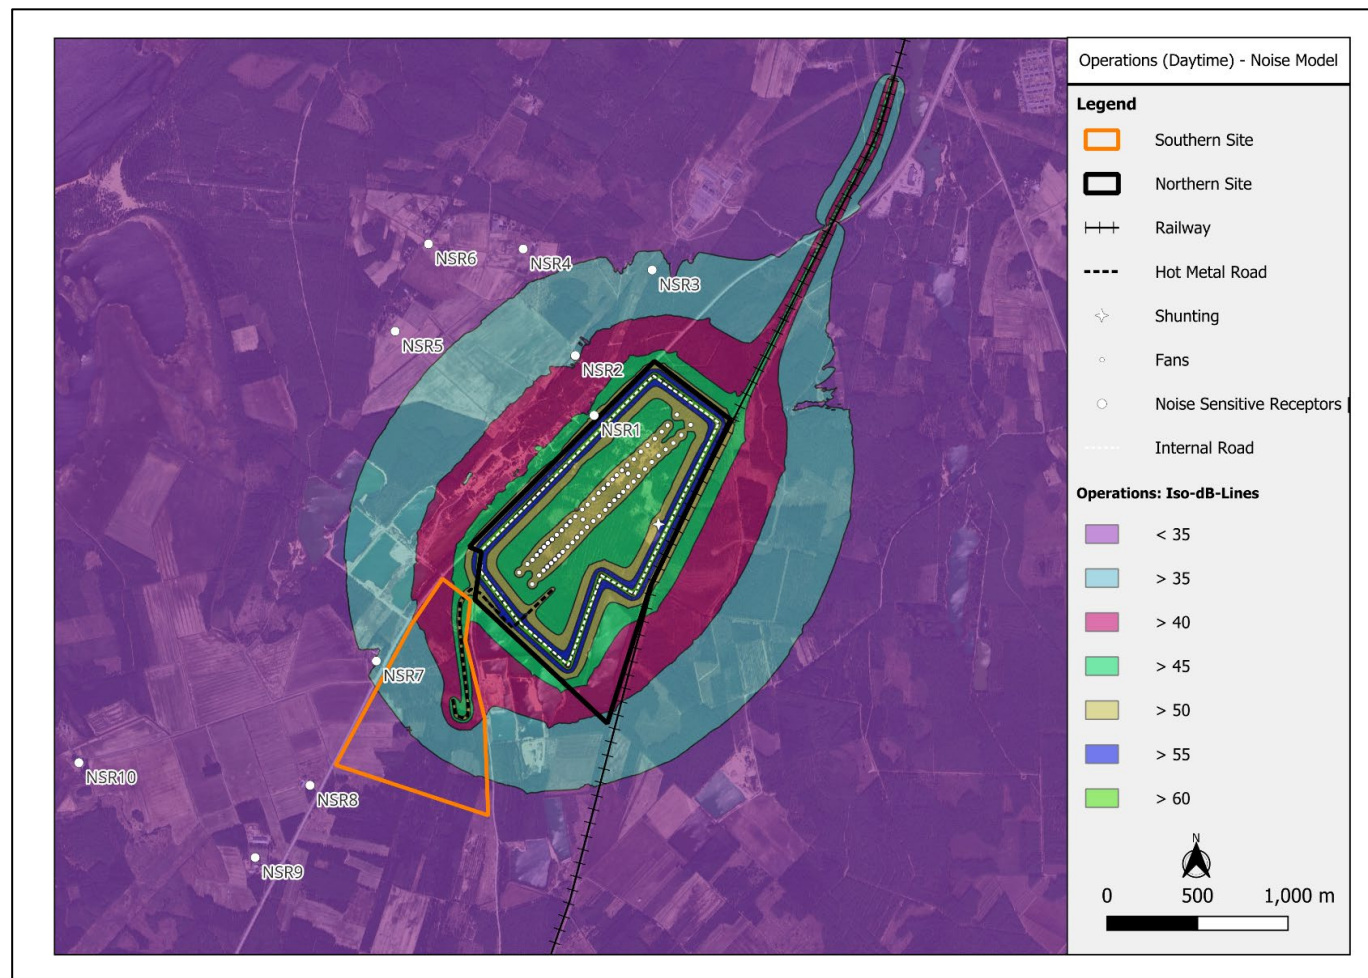 Operations (Daytime) - Noise Model
Legend
Southern Site
Northern Site
Railway
Hot Metal Road
Shunting
Fans
Noise Sensitive Receptors
Internal Road
Operations: Iso-dB-Lines
< 35
> 35
> 40
> 45
> 50
> 55
> 60
N
0 500 1,000 m
NSR6
NSR4
NSR3
NSR5
NSR2
NSR1
NSR7
NSR10
NSR8
NSR9